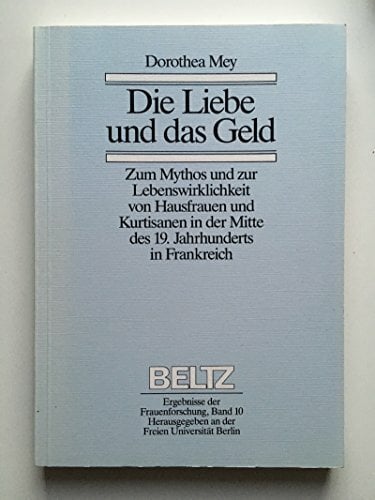 Dorothea Mey
Die Liebe
und das Geld
Zum Mythos und zur
Lebenswirklichkeit
von Hausfrauen und
Kurtisanen in der Mitte
des 19. Jahrhunderts
in Frankreich
BELTZ
Ergebnisse der
Frauenforschung, Band 10
Herausgegeben an der
Freien Universität Berlin